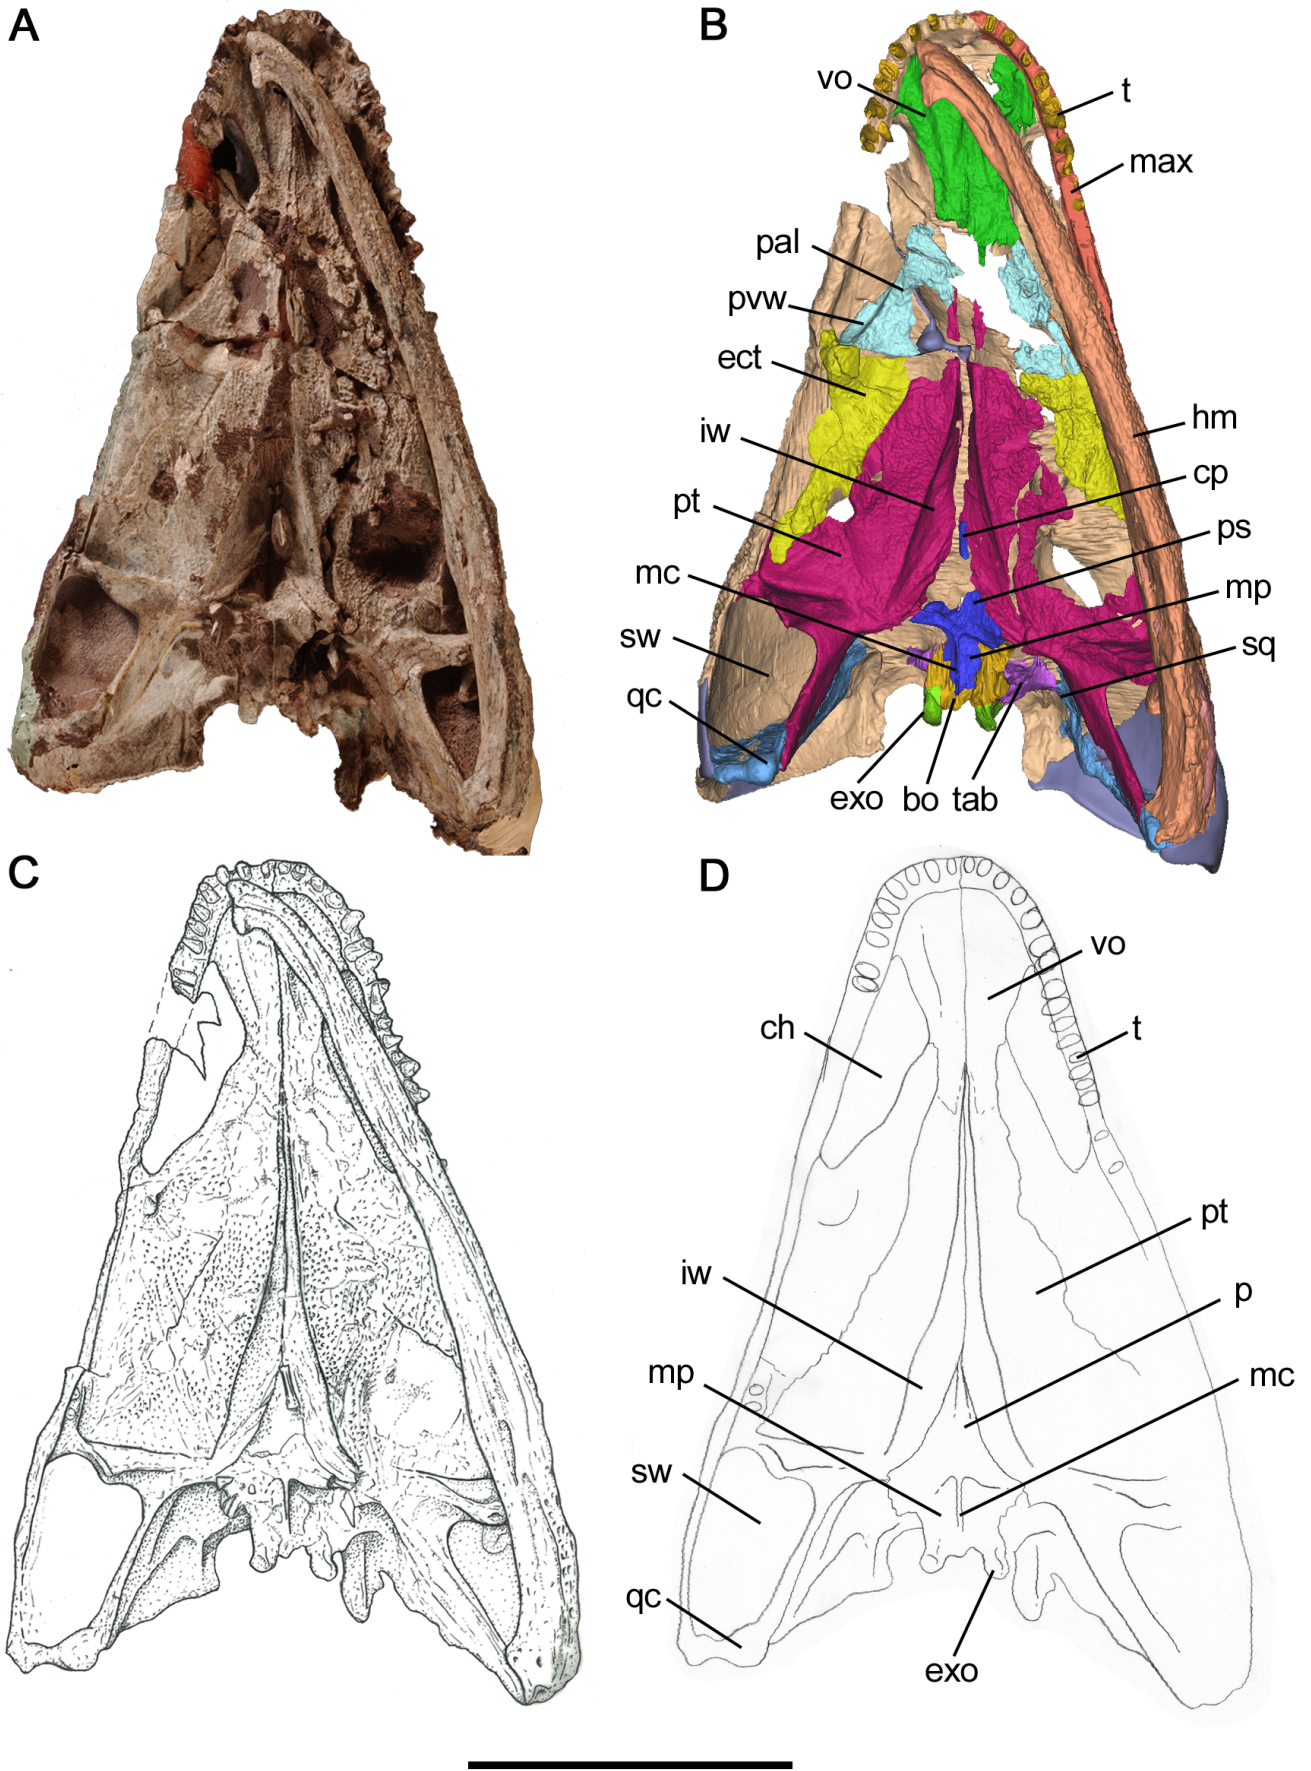 A
B
vo
t
max
pal
pvw
ect
iw
hm
cp
pt
ps
mc
mp
sw
sq
qc
exo bo tab
C
D
vo
ch
t
pt
iw
p
mp
mc
sw
qc
exo